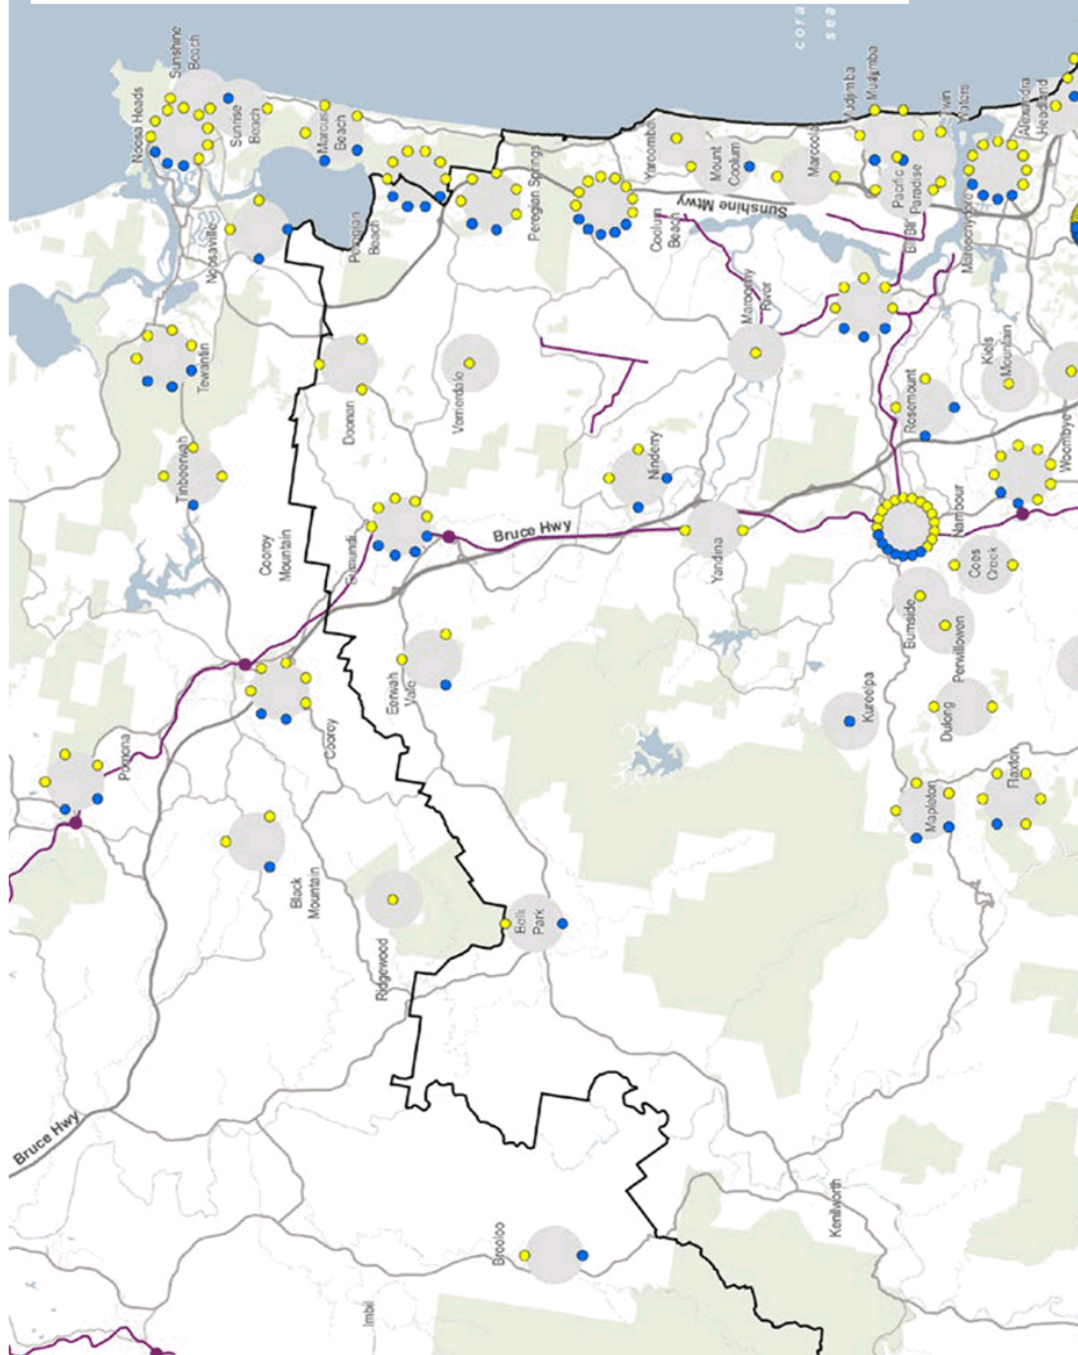 coral
sea
Sunshine
Beach
Noosa Heads
Sunrise
Beach
Marcus
Beach
Noosaville
Peregian
Beach
Peregian Springs
Tewantin
Tinbeerwah
Doonan
Verrierdale
Cooroy
Mountain
Eumundi
Bruce Hwy
Ninderry
Yandina
Yaroomba
Mount
Coolum
Marcoola
Coolum
Beach
Sunshine Mtwy
Mudjimba
Mudjimba
Pacific
Paradise
Twin
Waters
Alexandra
Headland
Bli Bli
Maroochydore
Maroochy
River
Rosemount
Kiels
Mountain
Woombye
Nambour
Coes
Creek
Burnside
Perwillowen
Dulong
Kureelpa
Mapleton
Flaxton
Eerwah
Vale
Cooroy
Pomona
Black
Mountain
Ridgewood
Belli
Park
Bruce Hwy
Brooloo
Imbil
Kenilworth